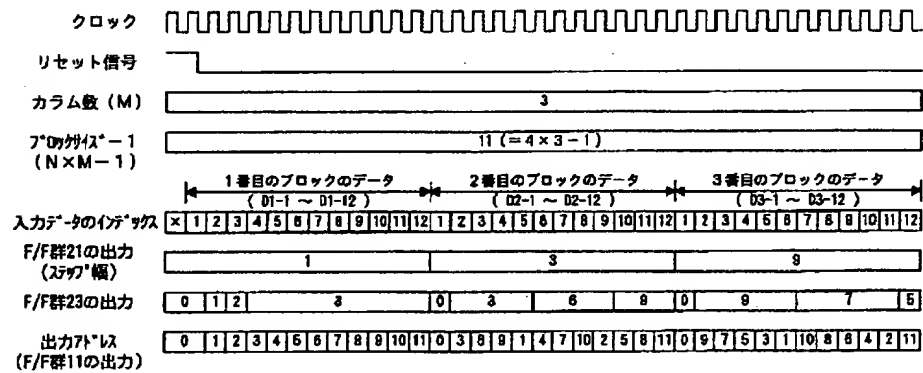 クロック
リセット信号
カラム数 (M)
3
ブロックサイズ-1
(N×M-1)
11 (=4×3-1)
1番目のブロックのデータ 2番目のブロックのデータ 3番目のブロックのデータ
( D1-1 ~ D1-12 ) ( D2-1 ~ D2-12 ) ( D3-1 ~ D3-12 )
入力データのインデックス × 1 2 3 4 5 6 7 8 9 10 11 12 1 2 3 4 5 6 7 8 9 10 11 12 1 2 3 4 5 6 7 8 9 10 11 12
F/F群21の出力
(ステップ幅)
1 3 9
F/F群23の出力 0 1 2 3 0 3 6 9 0 9 7 5
出力アドレス
(F/F群11の出力)
0 1 2 3 4 5 6 7 8 9 10 11 0 3 6 9 1 4 7 10 2 5 8 11 0 9 7 5 3 1 10 8 6 4 2 11